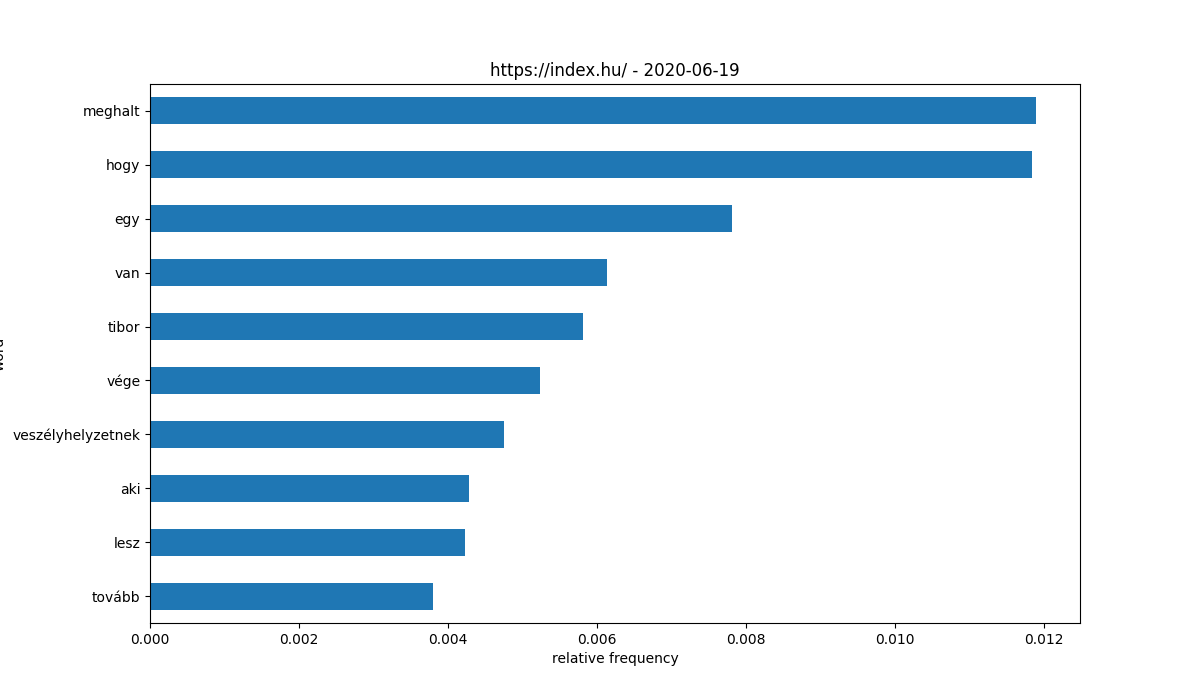 https://index.hu/ - 2020-06-19
meghalt
hogy
egy
van
tibor
vége
veszélyhelyzetnek
aki
lesz
tovább
0.000 0.002 0.004 0.006 0.008 0.010 0.012
relative frequency